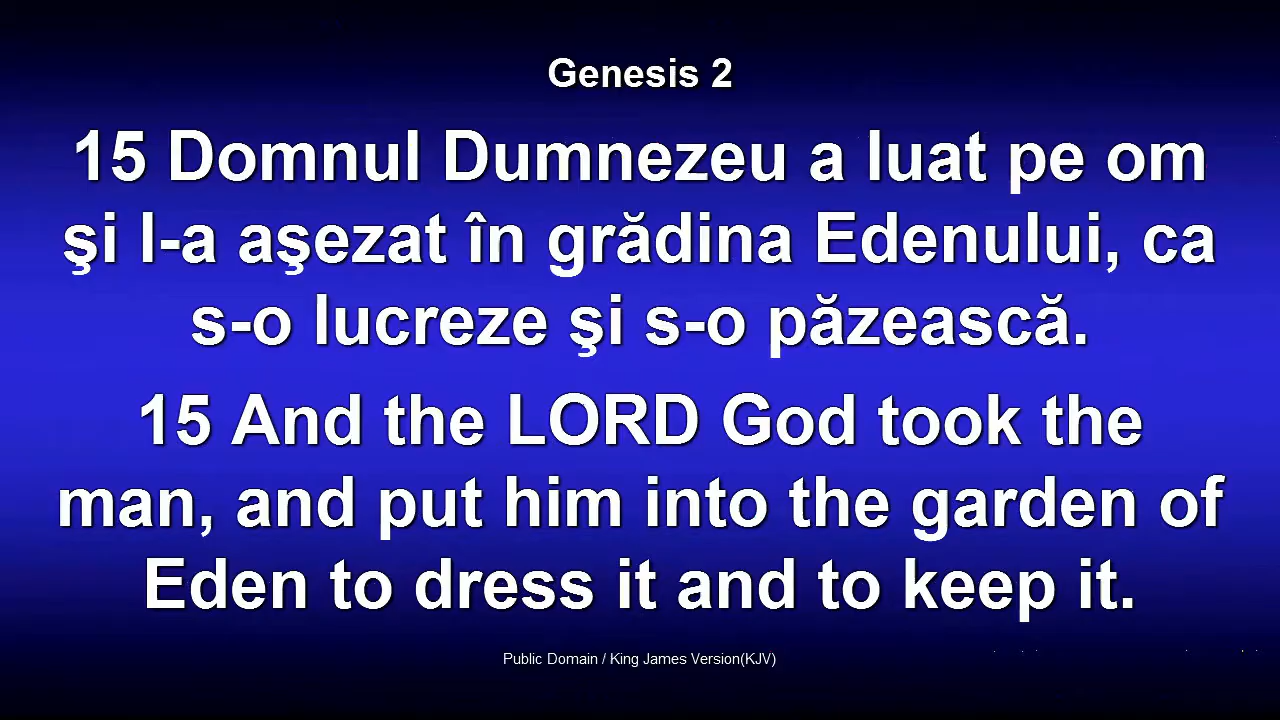 Genesis 2
15 Domnul Dumnezeu a luat pe om
şi l-a aşezat în grădina Edenului, ca
s-o lucreze şi s-o păzească.
15 And the LORD God took the
man, and put him into the garden of
Eden to dress it and to keep it.
Public Domain / King James Version(KJV)